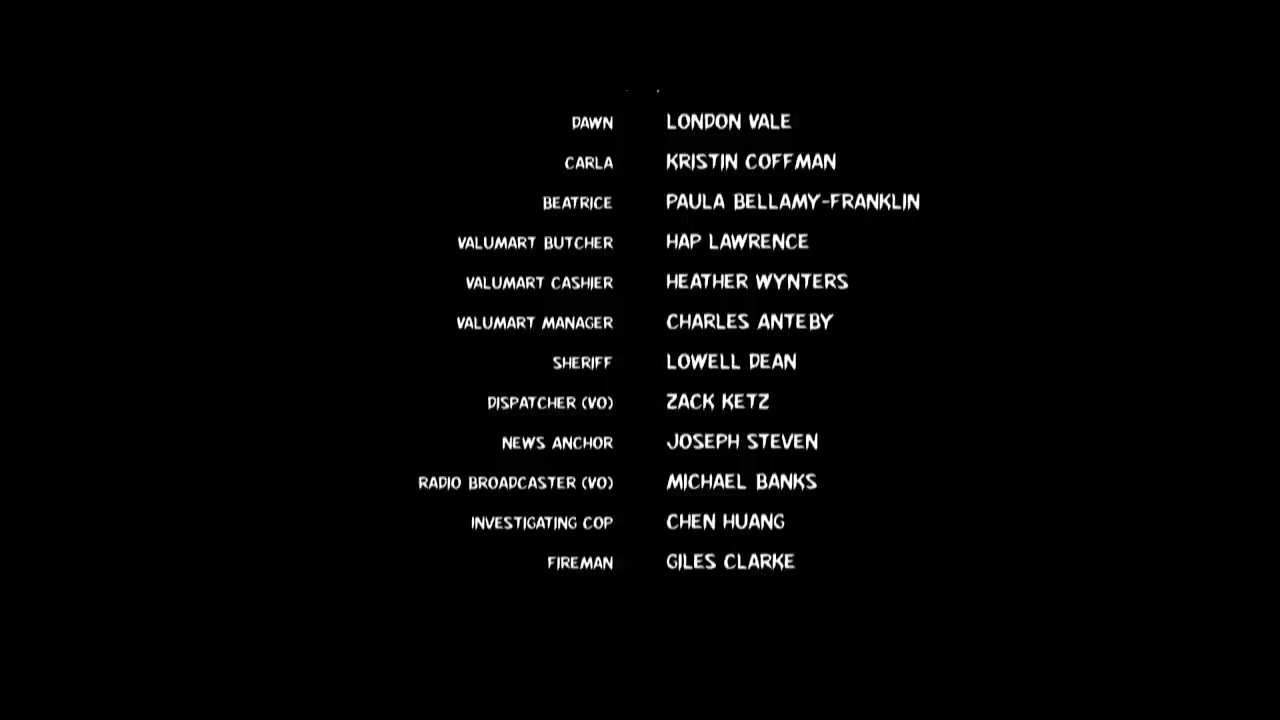 DAWN LONDON VALE
CARLA KRISTIN COFFMAN
BEATRICE PAULA BELLAMY-FRANKLIN
VALUMART BUTCHER HAP LAWRENCE
VALUMART CASHIER HEATHER WYNTERS
VALUMART MANAGER CHARLES ANTEBY
SHERIFF LOWELL DEAN
DISPATCHER (VO) ZACK KETZ
NEWS ANCHOR JOSEPH STEVEN
RADIO BROADCASTER (VO) MICHAEL BANKS
INVESTIGATING COP CHEN HUANG
FIREMAN GILES CLARKE